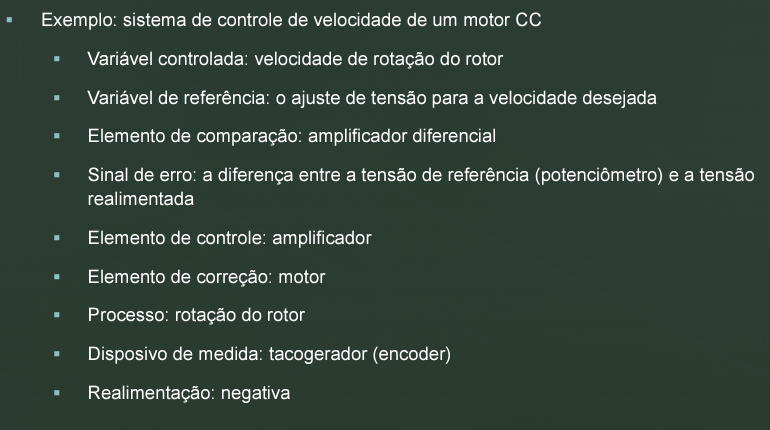 Exemplo: sistema de controle de velocidade de um motor CC
Variável controlada: velocidade de rotação do rotor
Variável de referência: o ajuste de tensão para a velocidade desejada
Elemento de comparação: amplificador diferencial
Sinal de erro: a diferença entre a tensão de referência (potenciômetro) e a tensão
realimentada
Elemento de controle: amplificador
Elemento de correção: motor
Processo: rotação do rotor
Disposivo de medida: tacogerador (encoder)
Realimentação: negativa